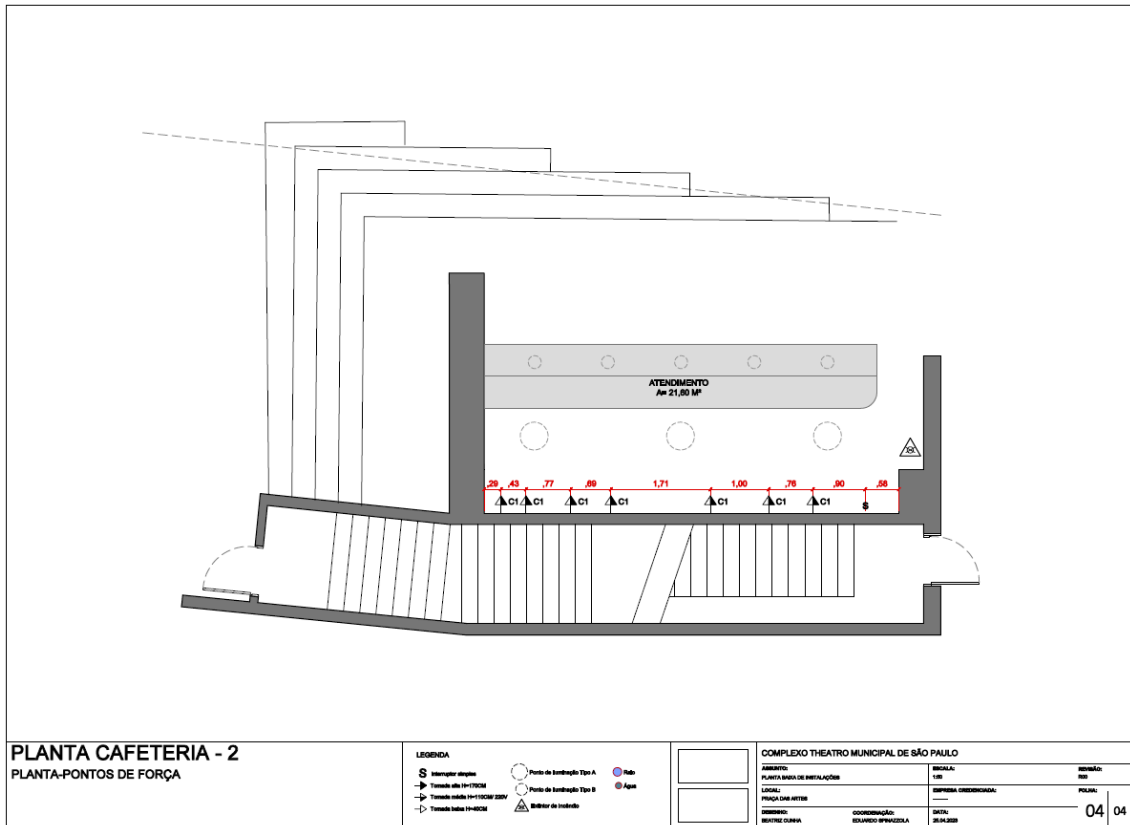 ATENDIMENTO
A= 21,60 M²
,29 ,43 ,77 ,69 1,71 1,00 ,76 ,90 ,58
C1 C1 C1 C1 C1 C1 C1 S
PLANTA CAFETERIA - 2
PLANTA-PONTOS DE FORÇA
LEGENDA
S Interruptor simples
Tomada alta H=170CM
Tomada média H=110CM/ 220V
Tomada baixa H=40CM
Ponto de iluminação Tipo A
Ponto de iluminação Tipo B
Extintor de incêndio
Ralo
Água
COMPLEXO THEATRO MUNICIPAL DE SÃO PAULO
ASSUNTO:
PLANTA BAIXA DE INSTALAÇÕES
ESCALA:
1:50
REVISÃO:
R00
LOCAL:
PRAÇA DAS ARTES
EMPRESA CREDENCIADA:
FOLHA:
04 04
DESENHO:
BEATRIZ CUNHA
COORDENAÇÃO:
EDUARDO SPINAZZOLA
DATA: